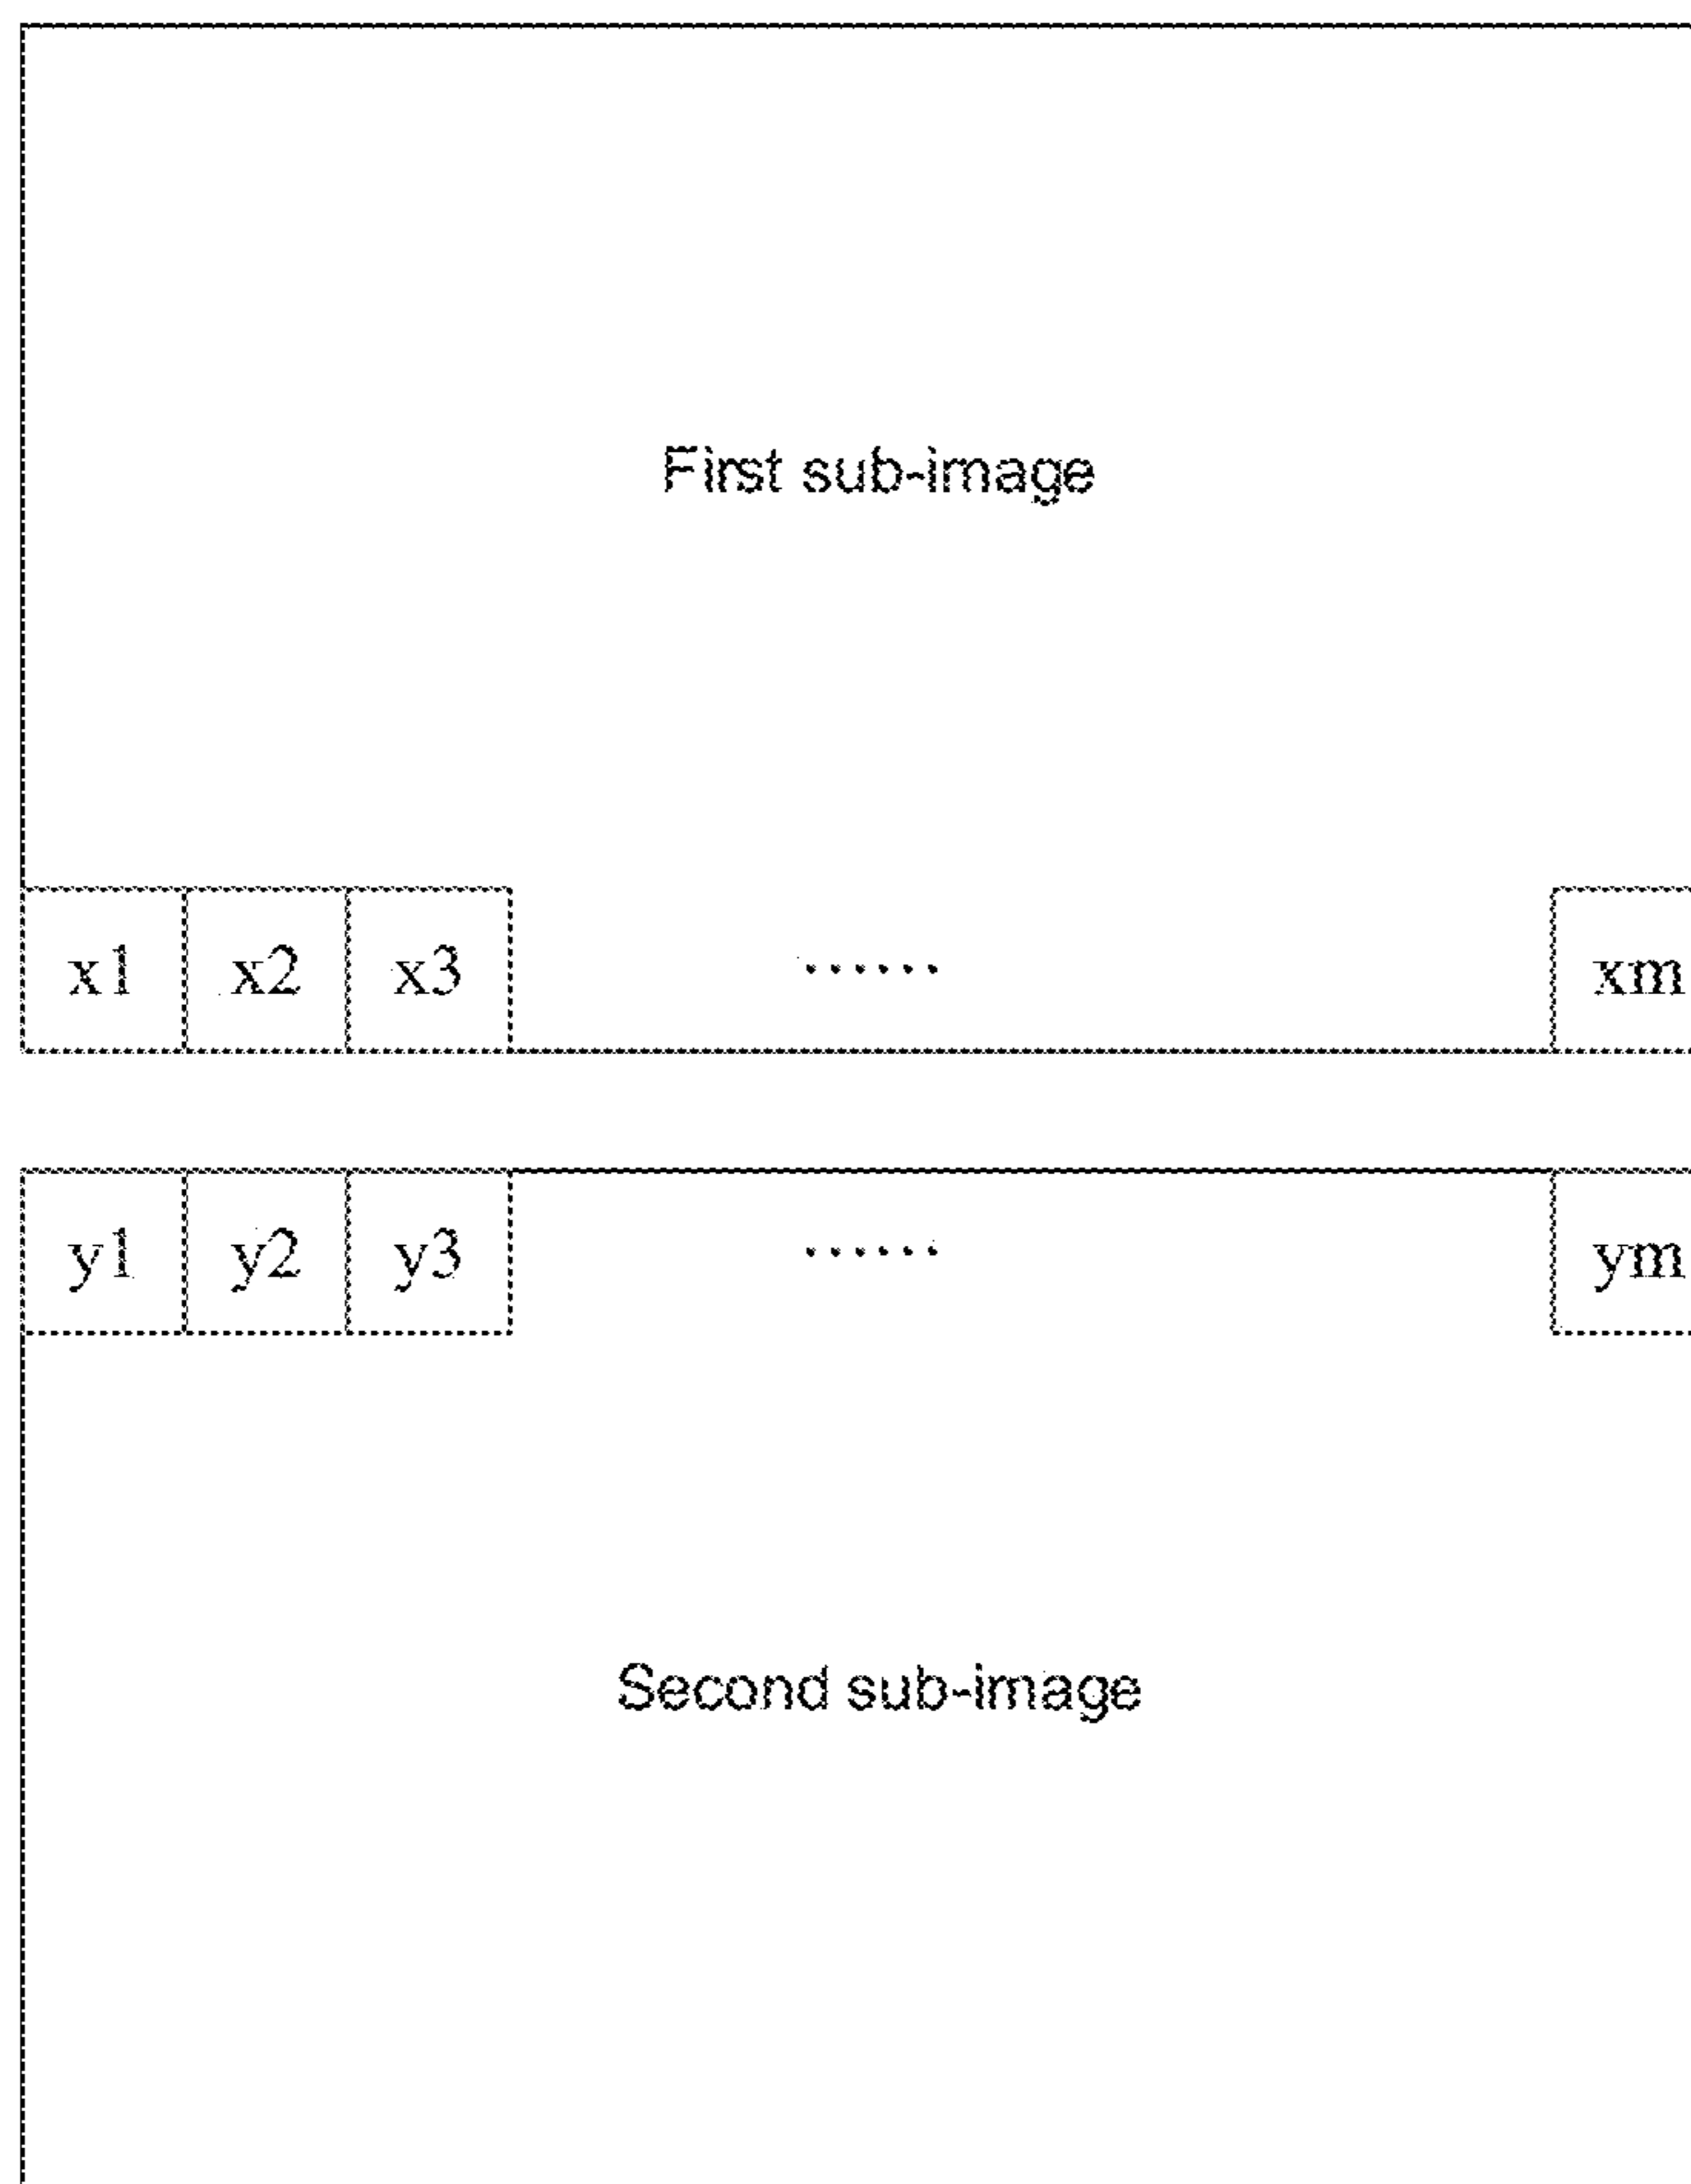 First sub-image
x1 x2 x3 ...... xm
y1 y2 y3 ...... ym
Second sub-image